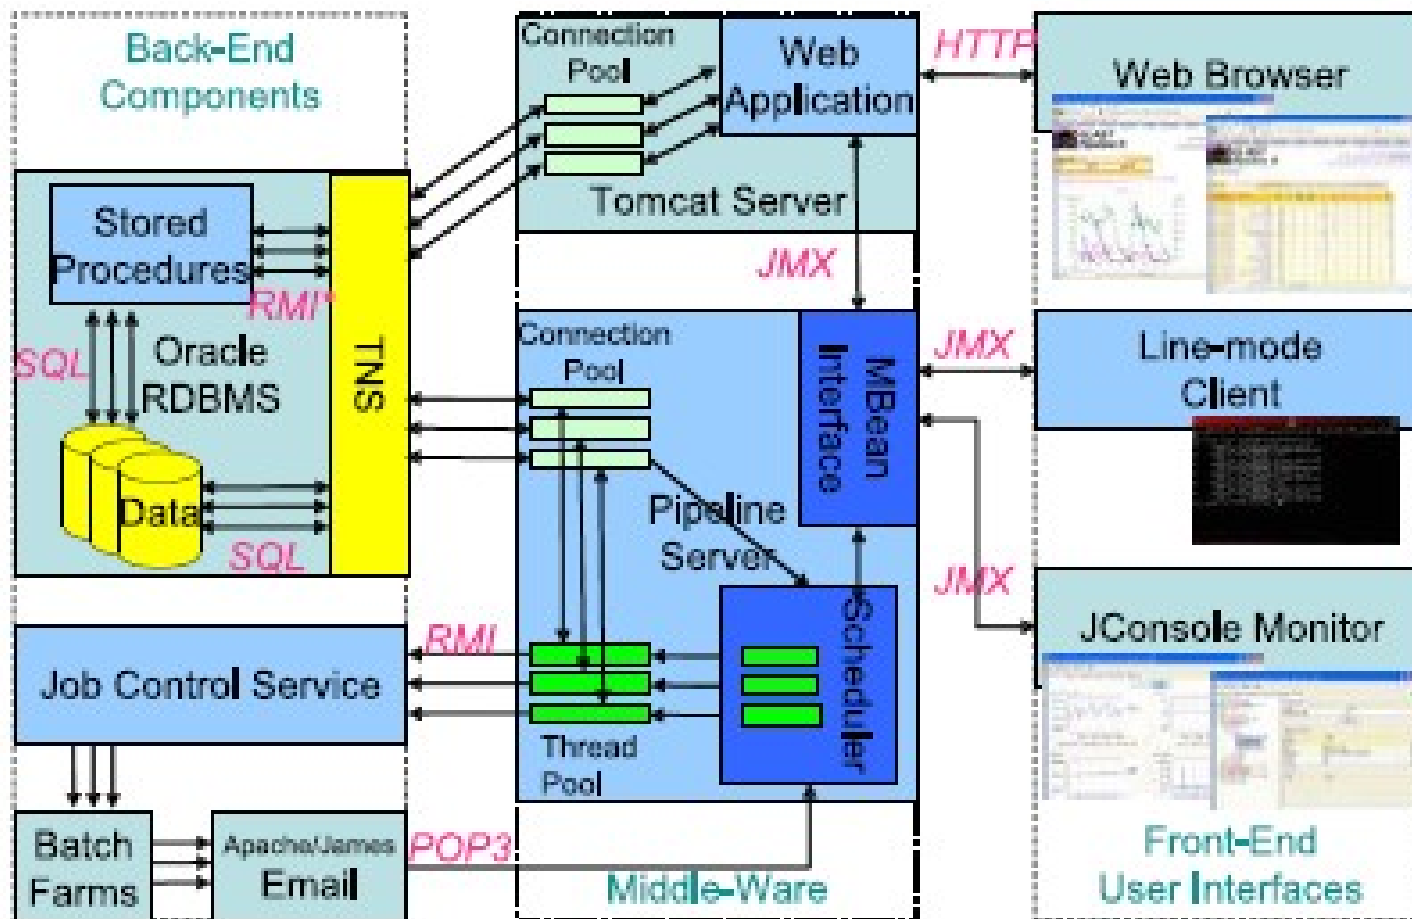 Back-End
Components
Stored
Procedures
RMI*
SQL
Oracle
RDBMS
TNS
Data
SQL
Job Control Service
RMI
Batch
Farms
Apache/James
Email
POP3
Connection
Pool
Web
Application
Tomcat Server
JMX
Connection
Pool
MBean
Interface
Pipeline
Server
Scheduler
Thread
Pool
Middle-Ware
HTTP
Web Browser
JMX
Line-mode
Client
JMX
JConsole Monitor
Front-End
User Interfaces